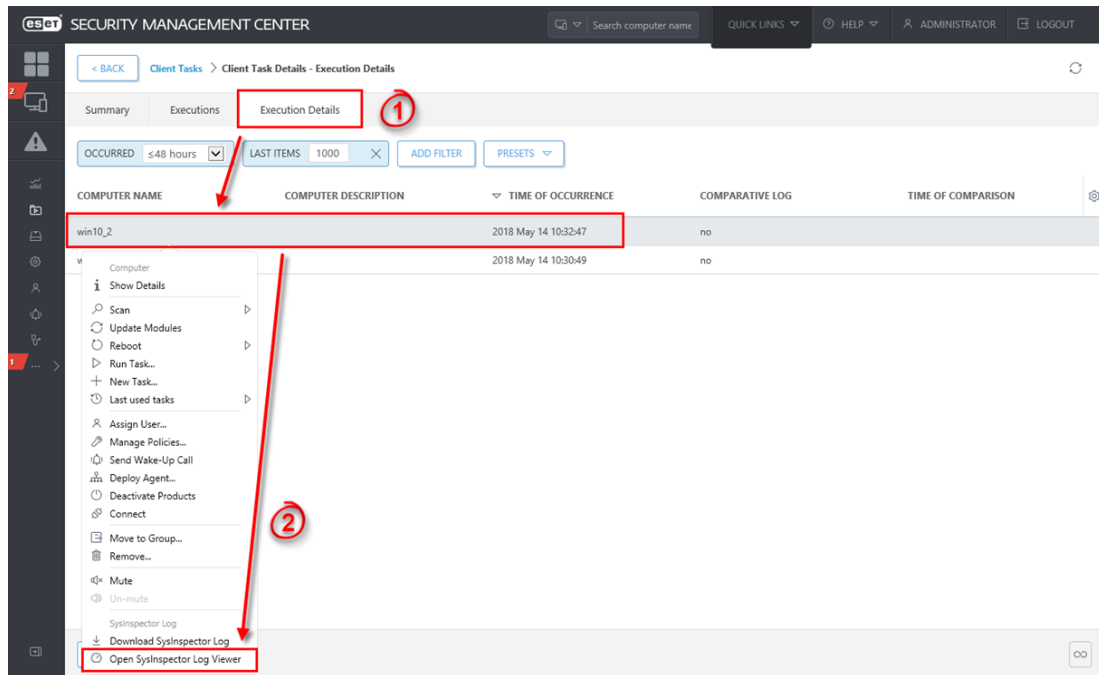 eset SECURITY MANAGEMENT CENTER Search computer name QUICK LINKS HELP ADMINISTRATOR LOGOUT
< BACK Client Tasks > Client Task Details - Execution Details
2
Summary Executions Execution Details 1
OCCURRED ≤48 hours LAST ITEMS 1000 ADD FILTER PRESETS
COMPUTER NAME COMPUTER DESCRIPTION TIME OF OCCURRENCE COMPARATIVE LOG TIME OF COMPARISON
win10_2 2018 May 14 10:32:47 no
w 2018 May 14 10:30:49 no
Computer
Show Details
Scan
Update Modules
Reboot
1 ...
Run Task...
New Task...
Last used tasks
Assign User...
Manage Policies...
Send Wake-Up Call
Deploy Agent...
Deactivate Products
Connect
2
Move to Group...
Remove...
Mute
Un-mute
SysInspector Log
Download SysInspector Log
Open SysInspector Log Viewer